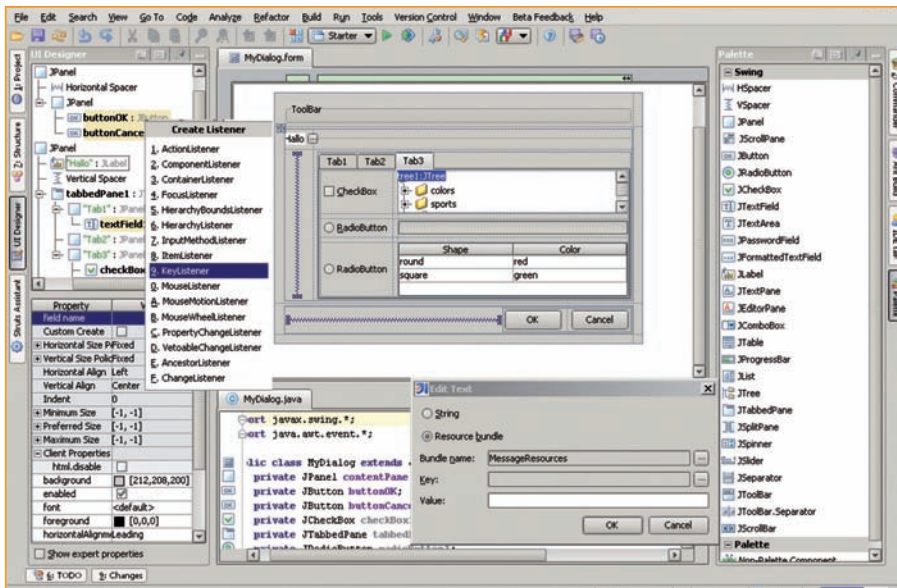 File Edit Search View Go To Code Analyze Refactor Build Run Tools Version Control Window Beta Feedback Help
Starter
UI Designer
MyDialog.form
Palette
1: Project
7: Structure
UI Designer
Struts Assistant
JPanel
Horizontal Spacer
JPanel
buttonOK : JButton
buttonCance
JPanel
"Hallo" : JLabel
Vertical Spacer
tabbedPane1 : J
"Tab1" : JPane
textField
"Tab2" : JPane
"Tab3" : JPane
checkBox
Create Listener
1. ActionListener
2. ComponentListener
3. ContainerListener
4. FocusListener
5. HierarchyBoundsListener
6. HierarchyListener
7. InputMethodListener
8. ItemListener
9. KeyListener
0. MouseListener
A. MouseMotionListener
B. MouseWheelListener
C. PropertyChangeListener
D. VetoableChangeListener
E. AncestorListener
F. ChangeListener
Property V
field name
Custom Create
Horizontal Size P Fixed
Vertical Size Polic Fixed
Horizontal Align Left
Vertical Align Center
Indent 0
Minimum Size [-1, -1]
Preferred Size [-1, -1]
Maximum Size [-1, -1]
Client Properties
html.disable
background [212,208,200]
enabled
font <default>
foreground [0,0,0]
horizontalAlignme Leading
Show expert properties
6: TODO 9: Changes
ToolBar
Hallo
Tab1 Tab2 Tab3
CheckBox
tree1:JTree
colors
sports
RadioButton
RadioButton
Shape Color
round red
square green
OK Cancel
MyDialog.java
ort javax.swing.*;
ort java.awt.event.*;
lic class MyDialog extends
private JPanel contentPane
private JButton buttonOK;
private JButton buttonCance
private JCheckBox checkBox
private JTabbedPane tabbed
Edit Text
String
Resource bundle
Bundle name: MessageResources
Key:
Value:
OK Cancel
Swing
HSpacer
VSpacer
JPanel
JScrollPane
JButton
JRadioButton
JCheckBox
JTextField
JTextArea
JPasswordField
JFormattedTextField
JLabel
JTextPane
JEditorPane
JComboBox
JTable
JProgressBar
JList
JTree
JTabbedPane
JSplitPane
JSpinner
JSlider
JSeparator
JToolBar
JToolBar.Separator
JScrollBar
Palette
Non-Palette Component